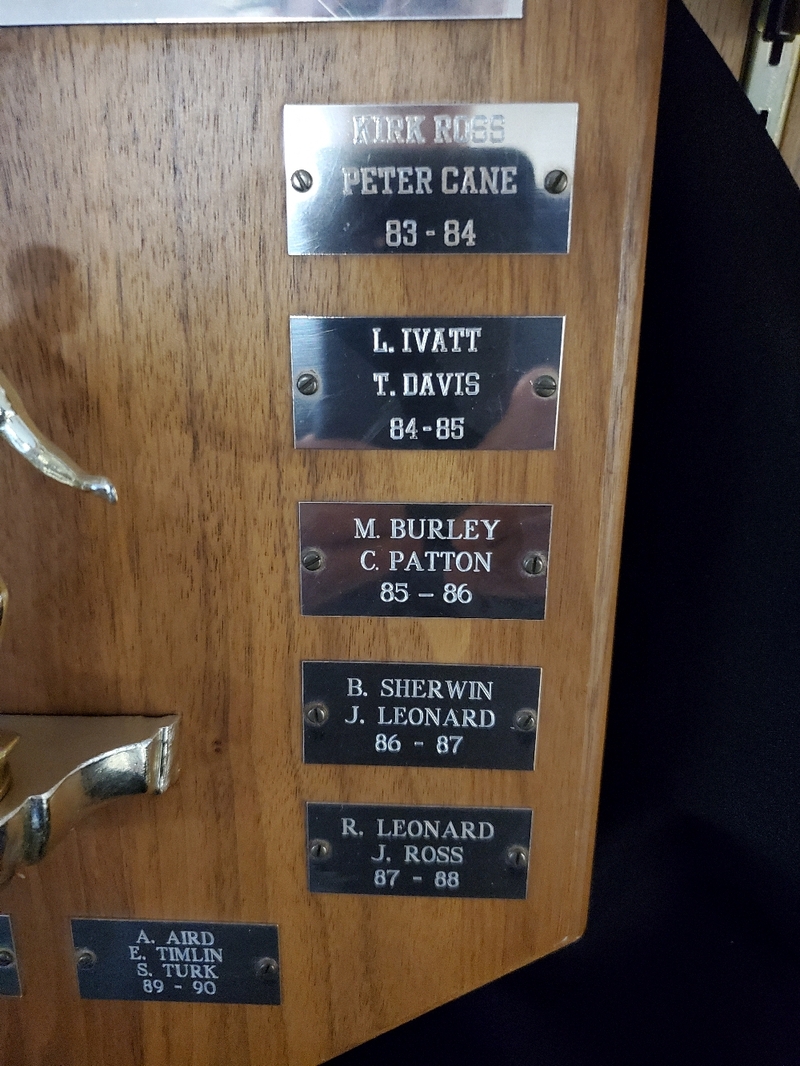 KIRK ROSS
PETER CANE
83 - 84
L. IVATT
T. DAVIS
84-85
M. BURLEY
C. PATTON
85 – 86
B. SHERWIN
J. LEONARD
86 - 87
R. LEONARD
J. ROSS
87 - 88
A. AIRD
E. TIMLIN
S. TURK
89 - 90